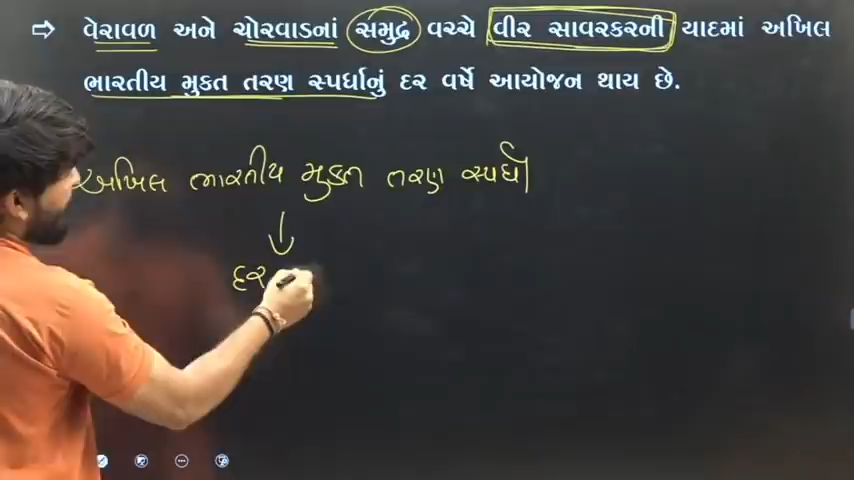 ⇨ વેરાવળ અને ચોરવાડનાં સમુદ્ર વચ્ચે વીર સાવરકરની યાદમાં અખિલ
ભારતીય મુક્ત તરણ સ્પર્ધાનું દર વર્ષે આયોજન થાય છે.
અખિલ ભારતીય મુક્ત તરણ સ્પર્ધા
↓
દર